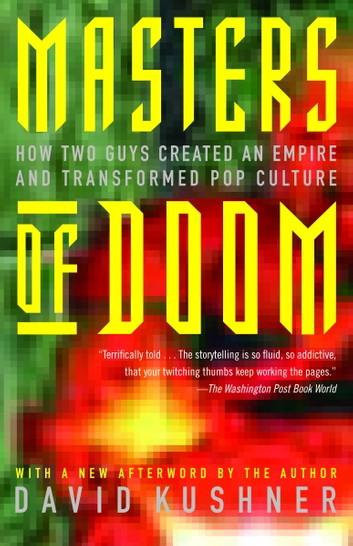 MASTERS
HOW TWO GUYS CREATED AN EMPIRE
AND TRANSFORMED POP CULTURE
OF DOOM
“Terrifically told . . . The storytelling is so fluid, so addictive,
that your twitching thumbs keep working the pages.”
—The Washington Post Book World
WITH A NEW AFTERWORD BY THE AUTHOR
DAVID KUSHNER